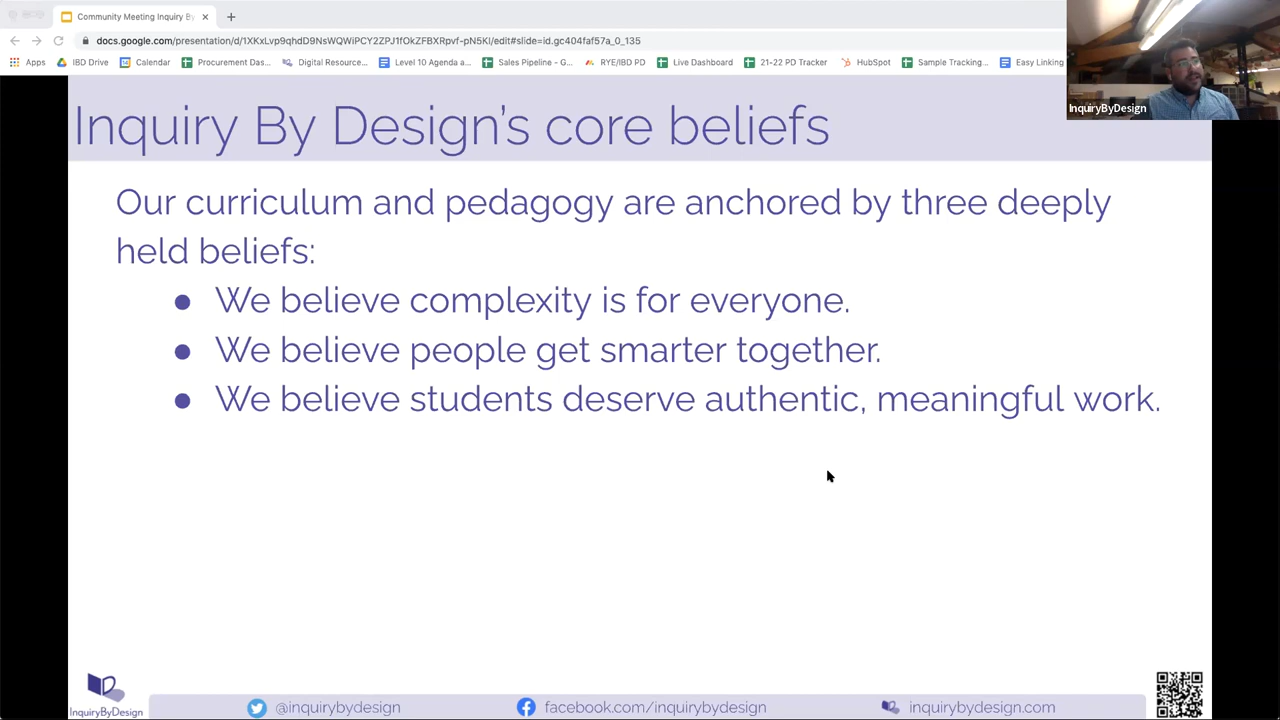 Community Meeting Inquiry By
docs.google.com/presentation/d/1XKxLvp9qhdD9NsWQWiPCY2ZPJ1fOkZFBXRpvf-pN5KI/edit#slide=id.gc404faf57a_0_135
Apps IBD Drive Calendar Procurement Das... Digital Resource... Level 10 Agenda a... Sales Pipeline - G... RYE/IBD PD Live Dashboard 21-22 PD Tracker HubSpot Sample Tracking... Easy Linking
InquiryByDesign
Inquiry By Design's core beliefs
Our curriculum and pedagogy are anchored by three deeply
held beliefs:
● We believe complexity is for everyone.
● We believe people get smarter together.
● We believe students deserve authentic, meaningful work.
InquiryByDesign
@inquirybydesign facebook.com/inquirybydesign inquirybydesign.com